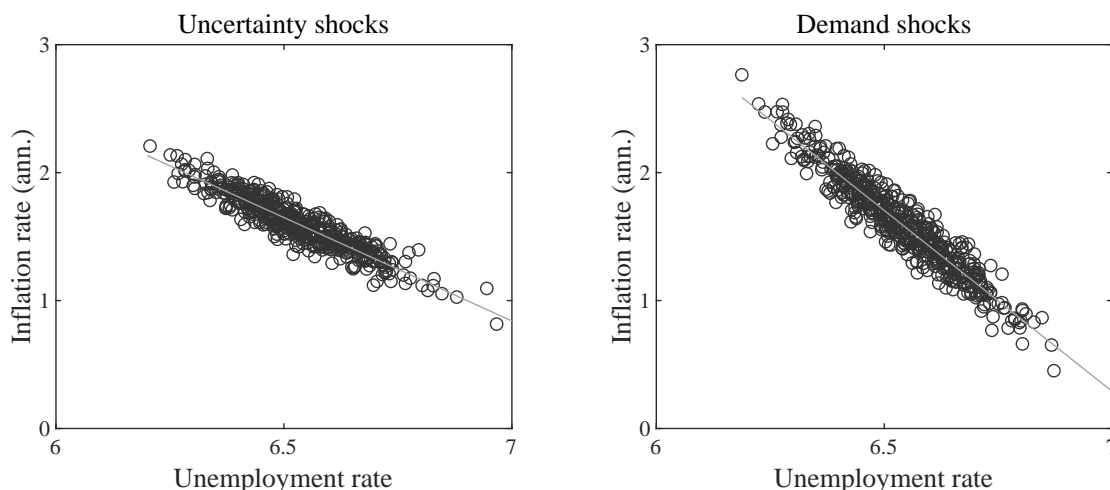 Uncertainty shocks
3
2
1
0
6
6.5
7
Inflation rate (ann.)
Unemployment rate
Demand shocks
3
2
1
0
6
6.5
7
Inflation rate (ann.)
Unemployment rate